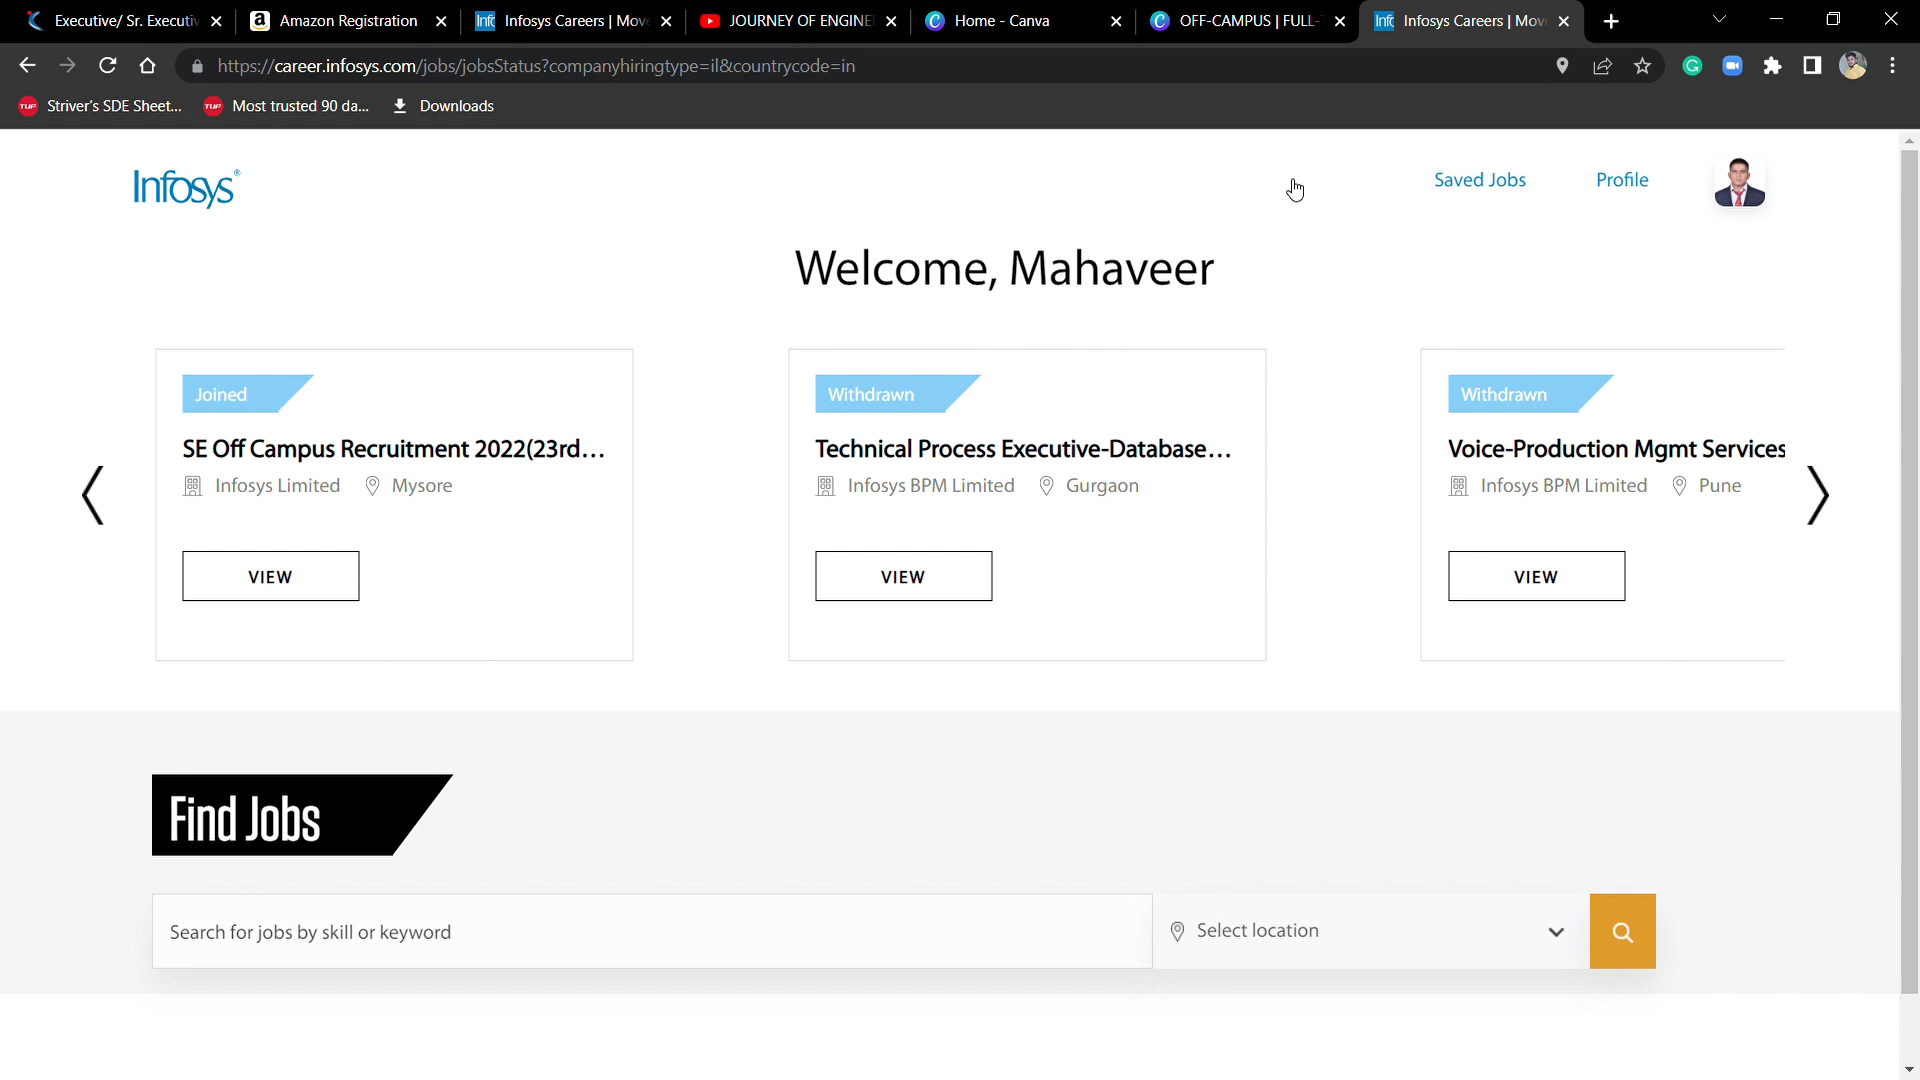 Executive/ Sr. Executiv
Amazon Registration
Infosys Careers | Mov
JOURNEY OF ENGINE
Home - Canva
OFF-CAMPUS | FULL-
Infosys Careers | Mov
https://career.infosys.com/jobs/jobsStatus?companyhiringtype=il&countrycode=in
Striver's SDE Sheet...
Most trusted 90 da...
Downloads
Infosys®
Saved Jobs
Profile
Welcome, Mahaveer
Joined
SE Off Campus Recruitment 2022(23rd...
Infosys Limited
Mysore
VIEW
Withdrawn
Technical Process Executive-Database...
Infosys BPM Limited
Gurgaon
VIEW
Withdrawn
Voice-Production Mgmt Services
Infosys BPM Limited
Pune
VIEW
Find Jobs
Search for jobs by skill or keyword
Select location